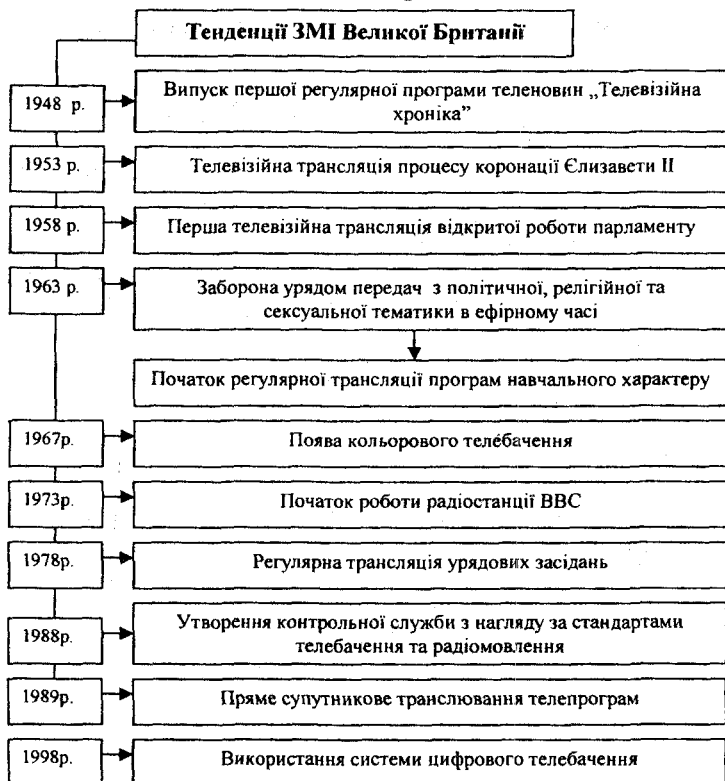 Тенденції ЗМІ Великої Британії
1948 р.
Випуск першої регулярної програми теленовин „Телевізійна
хроніка”
1953 р.
Телевізійна трансляція процесу коронації Єлизавети II
1958 р.
Перша телевізійна трансляція відкритої роботи парламенту
1963 р.
Заборона урядом передач з політичної, релігійної та
сексуальної тематики в ефірному часі
Початок регулярної трансляції програм навчального характеру
1967р.
Поява кольорового телебачення
1973р.
Початок роботи радіостанції BBC
1978р.
Регулярна трансляція урядових засідань
1988р.
Утворення контрольної служби з нагляду за стандартами
телебачення та радіомовлення
1989р.
Пряме супутникове транслювання телепрограм
1998р.
Використання системи цифрового телебачення